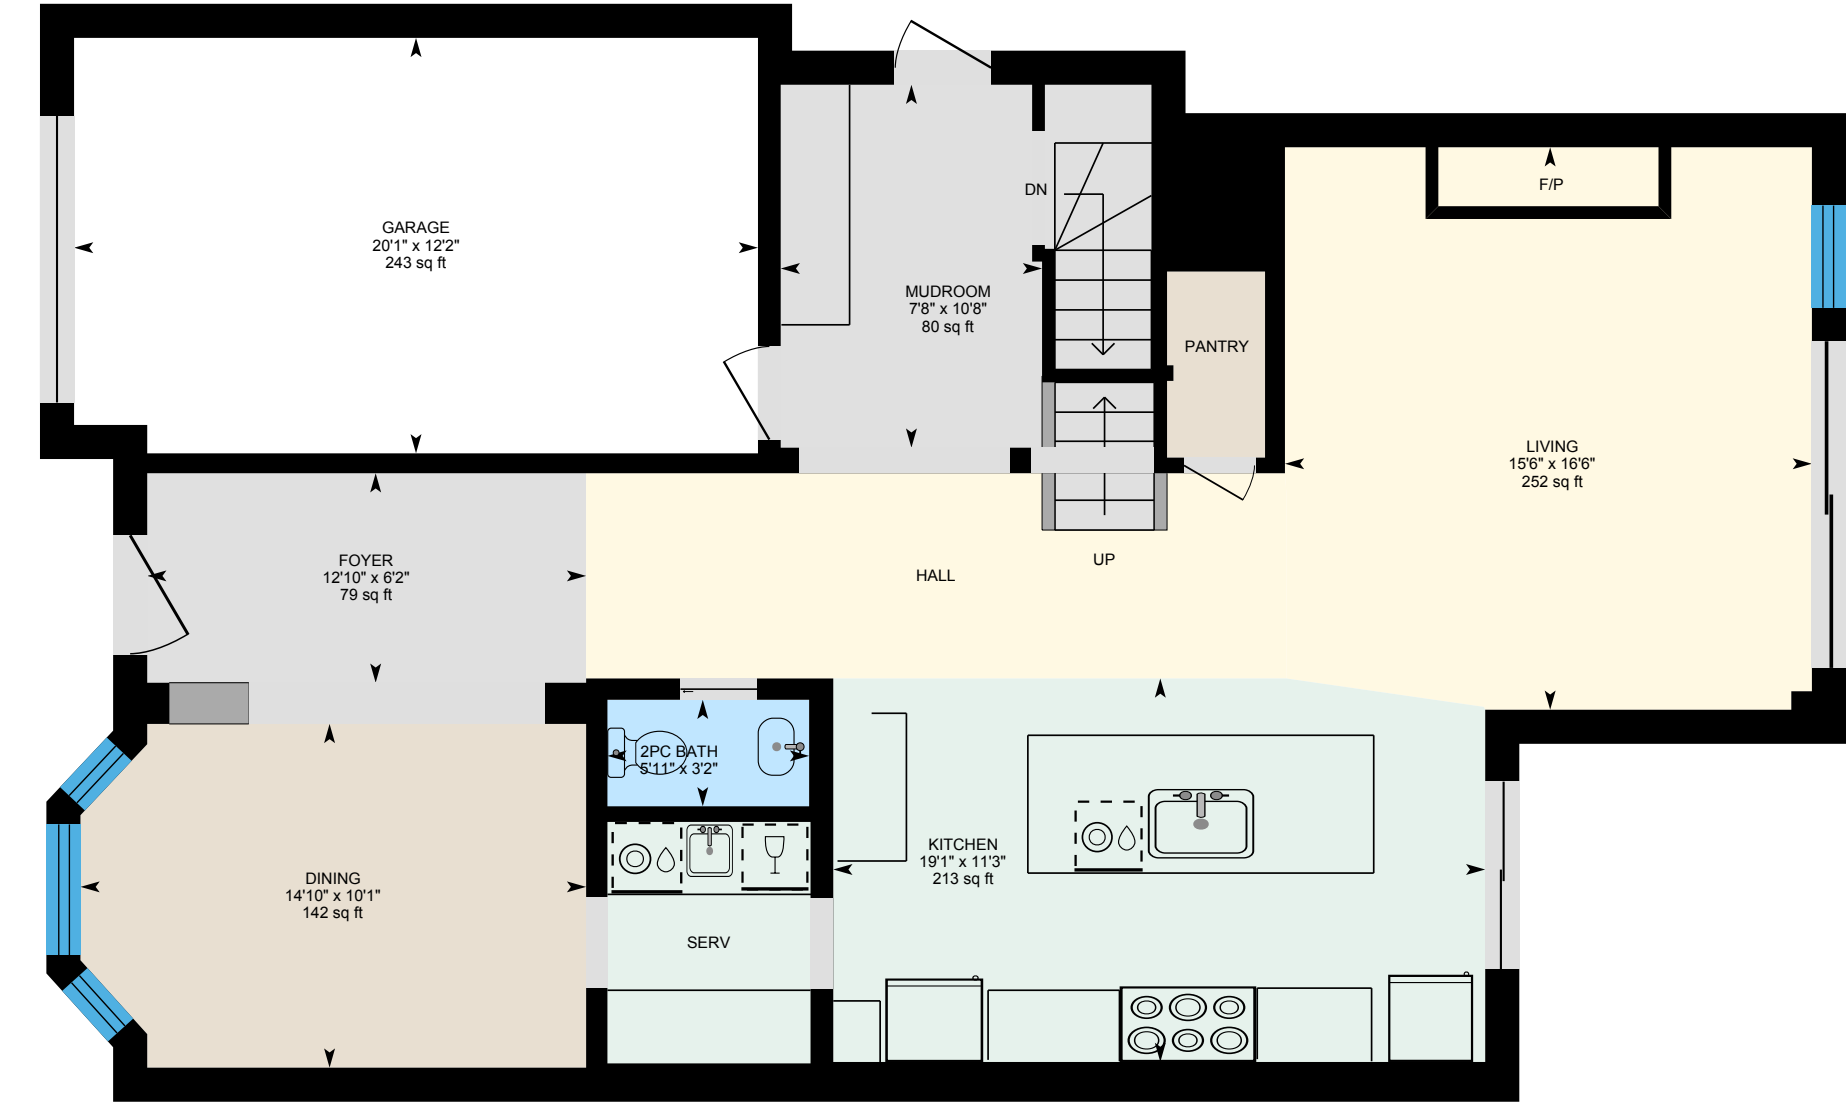 GARAGE
20'1" x 12'2"
243 sq ft
DN
F/P
MUDROOM
7'8" x 10'8"
80 sq ft
PANTRY
LIVING
15'6" x 16'6"
252 sq ft
FOYER
12'10" x 6'2"
79 sq ft
HALL
UP
2PC BATH
5'11" x 3'2"
KITCHEN
19'1" x 11'3"
213 sq ft
DINING
14'10" x 10'1"
142 sq ft
SERV